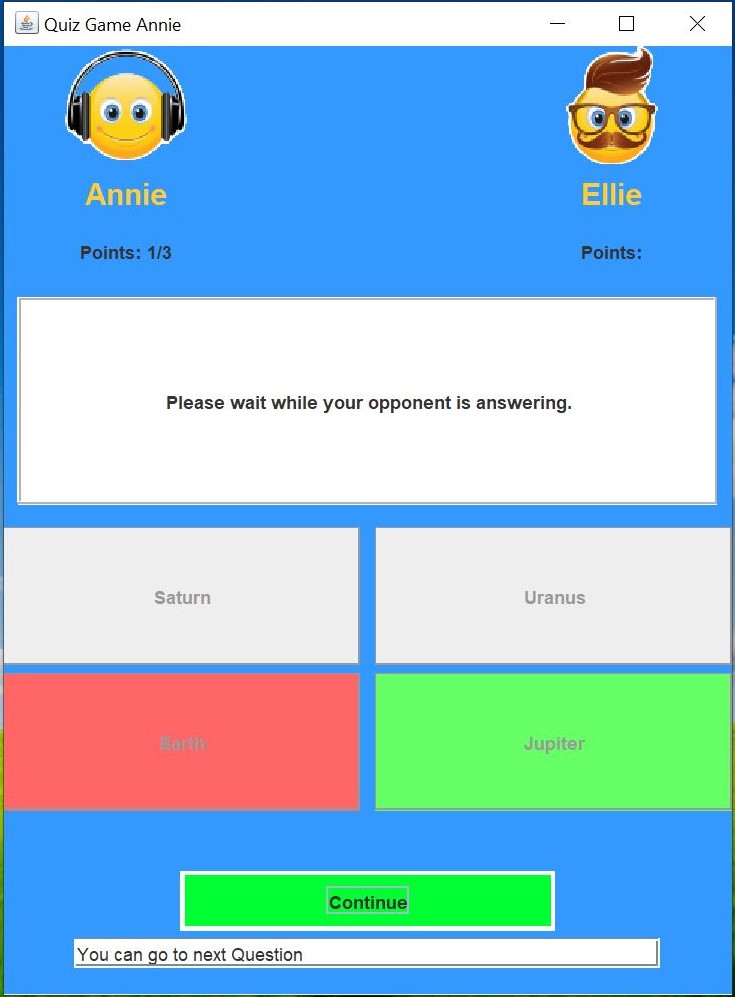 Quiz Game Annie
Annie
Ellie
Points: 1/3
Points:
Please wait while your opponent is answering.
Saturn
Uranus
Earth
Jupiter
Continue
You can go to next Question